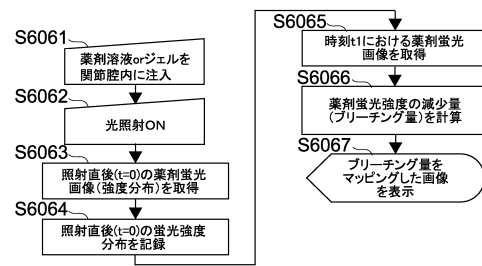 S6061
薬剤溶液orジェルを
関節腔内に注入
S6062
光照射ON
S6063
照射直後(t=0)の薬剤蛍光
画像(強度分布)を取得
S6064
照射直後(t=0)の蛍光強度
分布を記録
S6065
時刻t1における薬剤蛍光
画像を取得
S6066
薬剤蛍光強度の減少量
(ブリーチング量)を計算
S6067
ブリーチング量を
マッピングした画像
を表示